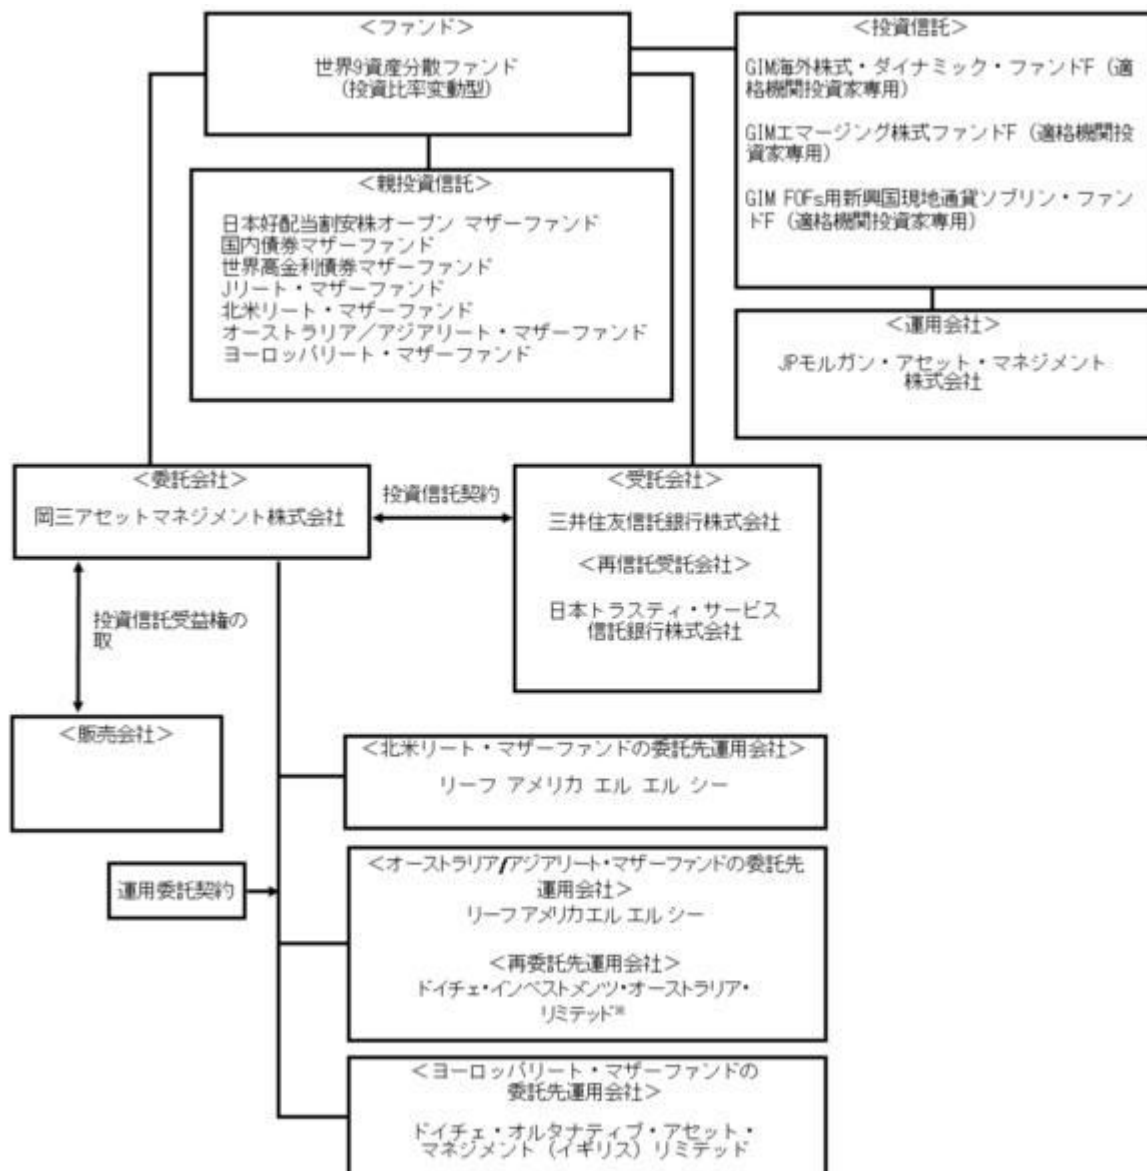 ＜ファンド＞
世界9資産分散ファンド
（投資比率変動型）
＜投資信託＞
GIM海外株式・ダイナミック・ファンドF（適
格機関投資家専用）
GIMエマージング株式ファンドF（適格機関投
資家専用）
GIM FOFs用新興国現地通貨ソブリン・ファン
ドF（適格機関投資家専用）
＜親投資信託＞
日本好配当割安株オープン マザーファンド
国内債券マザーファンド
世界高金利債券マザーファンド
Jリート・マザーファンド
北米リート・マザーファンド
オーストラリア／アジアリート・マザーファンド
ヨーロッパリート・マザーファンド
＜運用会社＞
JPモルガン・アセット・マネジメント
株式会社
＜委託会社＞
岡三アセットマネジメント株式会社
投資信託契約
＜受託会社＞
三井住友信託銀行株式会社
＜再信託受託会社＞
日本トラスティ・サービス
信託銀行株式会社
投資信託受益権の
取
＜販売会社＞
＜北米リート・マザーファンドの委託先運用会社＞
リーフ アメリカ エル エル シー
運用委託契約
＜オーストラリア/アジアリート・マザーファンドの委託先
運用会社＞
リーフ アメリカ エル エル シー
＜再委託先運用会社＞
ドイチェ・インベストメンツ・オーストラリア・
リミテッド※
＜ヨーロッパリート・マザーファンドの
委託先運用会社＞
ドイチェ・オルタナティブ・アセット・
マネジメント（イギリス）リミテッド